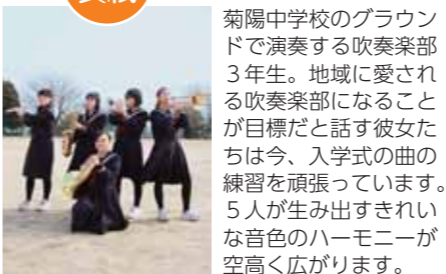 表紙
菊陽中学校のグラウン
ドで演奏する吹奏楽部
３年生。地域に愛され
る吹奏楽部になること
が目標だと話す彼女た
ちは今、入学式の曲の
練習を頑張っています。
５人が生み出すきれい
な音色のハーモニーが
空高く広がります。